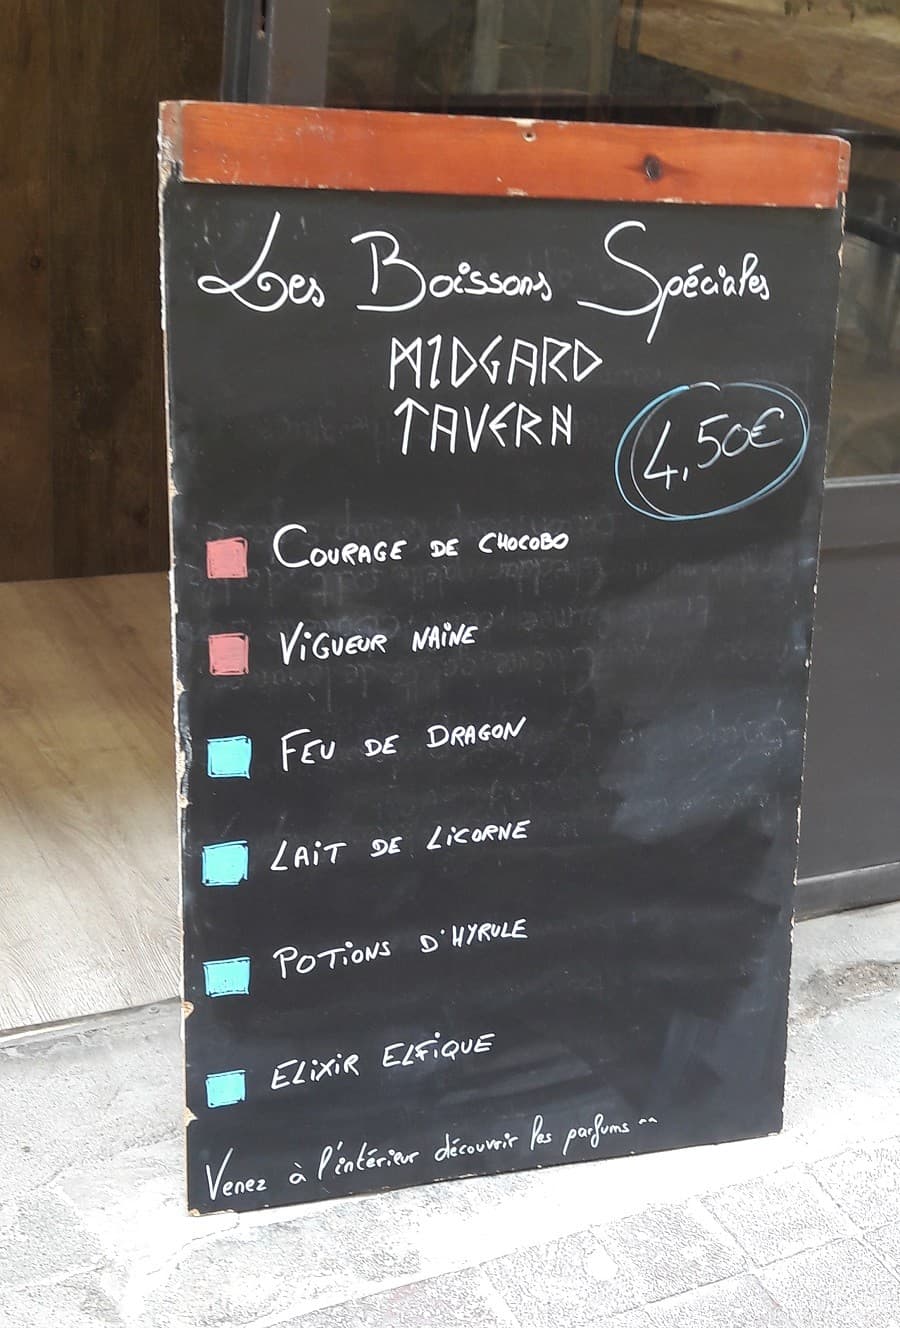 Les Boissons Spéciales
MIDGARD
TAVERN
4,50€
COURAGE DE CHOCOBO
VIGUEUR NAINE
FEU DE DRAGON
LAIT DE LICORNE
POTIONS D'HYRULE
ELIXIR ELFIQUE
Venez à l'intérieur découvrir les parfums ^^